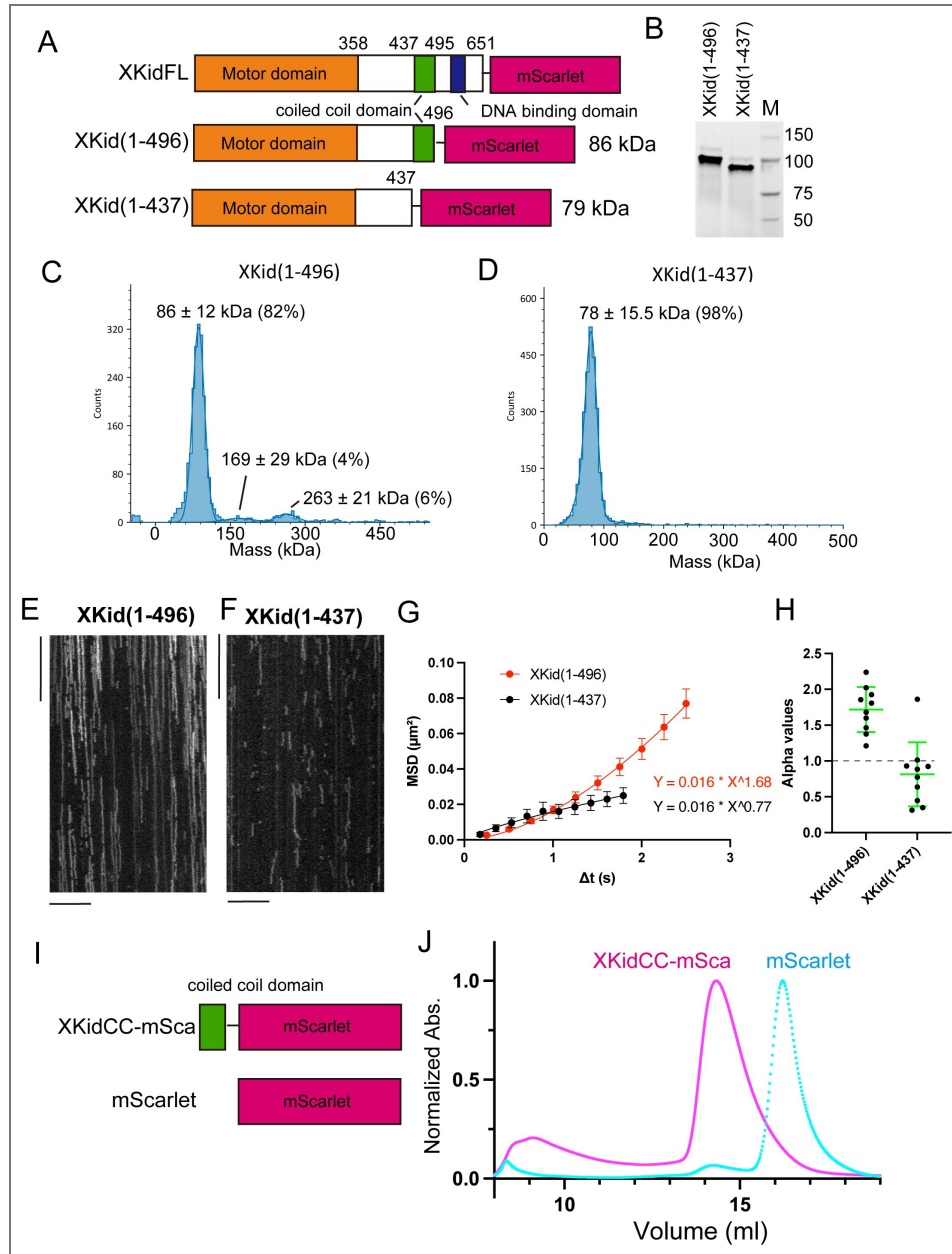 A
358 437 495 651
XKidFL
Motor domain
mScarlet
coiled coil domain
DNA binding domain
496
XKid(1-496)
Motor domain
mScarlet
86 kDa
437
XKid(1-437)
Motor domain
mScarlet
79 kDa
B
XKid(1-496)
XKid(1-437)
M
150
100
75
50
C
XKid(1-496)
86 ± 12 kDa (82%)
169 ± 29 kDa (4%)
263 ± 21 kDa (6%)
Counts
320
240
160
80
0
0 150 300 450
Mass (kDa)
D
XKid(1-437)
78 ± 15.5 kDa (98%)
Counts
600
450
300
150
0
0 100 200 300 400 500
Mass (kDa)
E
XKid(1-496)
F
XKid(1-437)
G
XKid(1-496)
XKid(1-437)
MSD (µm²)
0.10
0.08
0.06
0.04
0.02
0.00
Y = 0.016 * X^1.68
Y = 0.016 * X^0.77
0 1 2 3
Δt (s)
H
Alpha values
2.5
2.0
1.5
1.0
0.5
0.0
XKid(1-496)
XKid(1-437)
I
coiled coil domain
XKidCC-mSca
mScarlet
mScarlet
mScarlet
J
XKidCC-mSca
mScarlet
Normalized Abs.
1.0
0.5
0.0
10 15
Volume (ml)